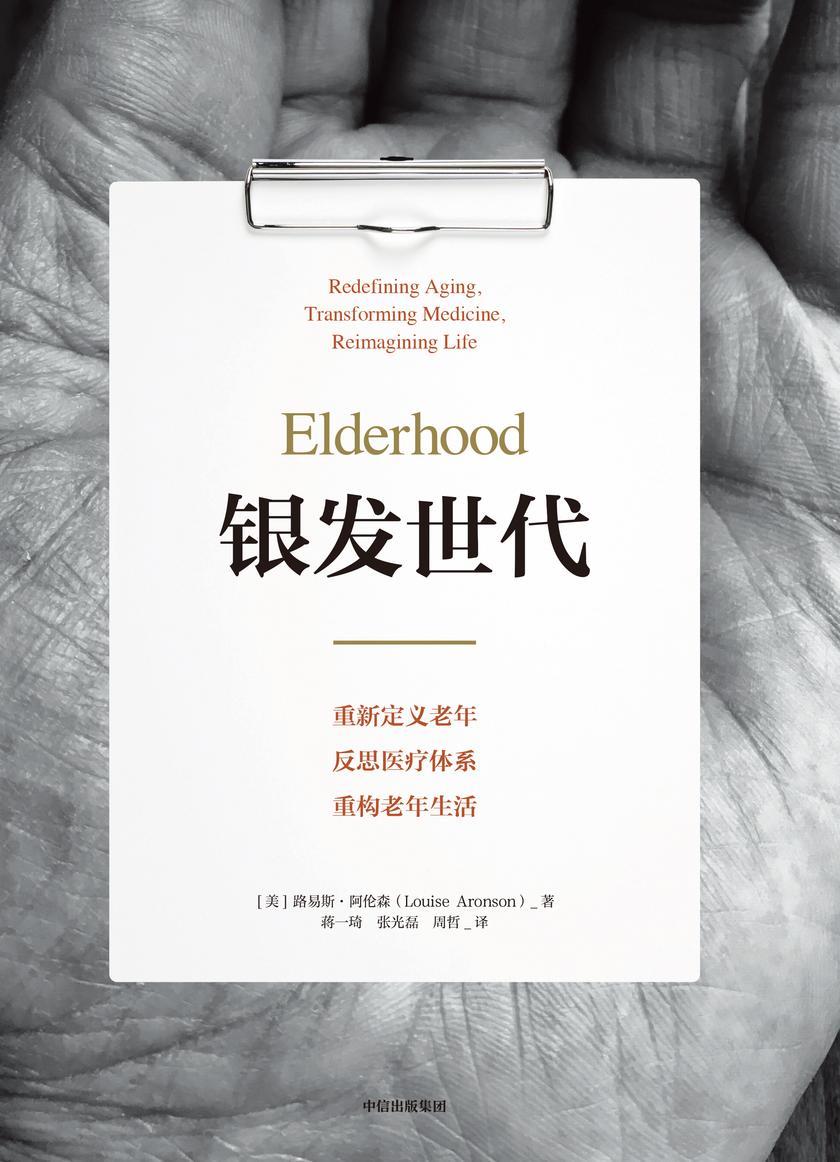 Redefining Aging,
Transforming Medicine,
Reimagining Life
Elderhood
银发世代
重新定义老年
反思医疗体系
重构老年生活
[美] 路易斯·阿伦森（Louise Aronson）_ 著
蒋一琦 张光磊 周哲 _ 译
中信出版集团